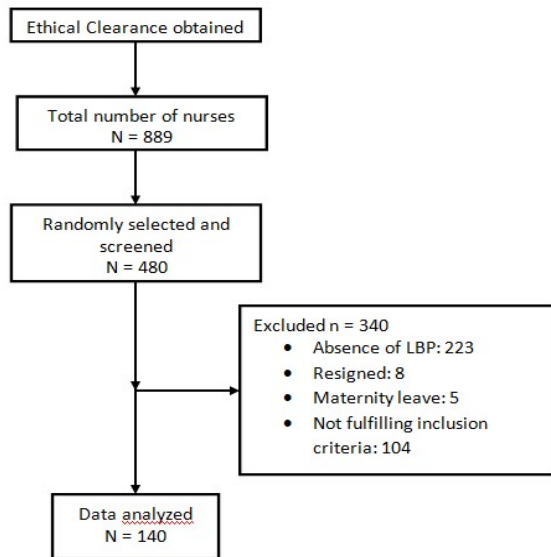 Ethical Clearance obtained
Total number of nurses
N = 889
Randomly selected and
screened
N = 480
Excluded n = 340
• Absence of LBP: 223
• Resigned: 8
• Maternity leave: 5
• Not fulfilling inclusion
criteria: 104
Data analyzed
N = 140